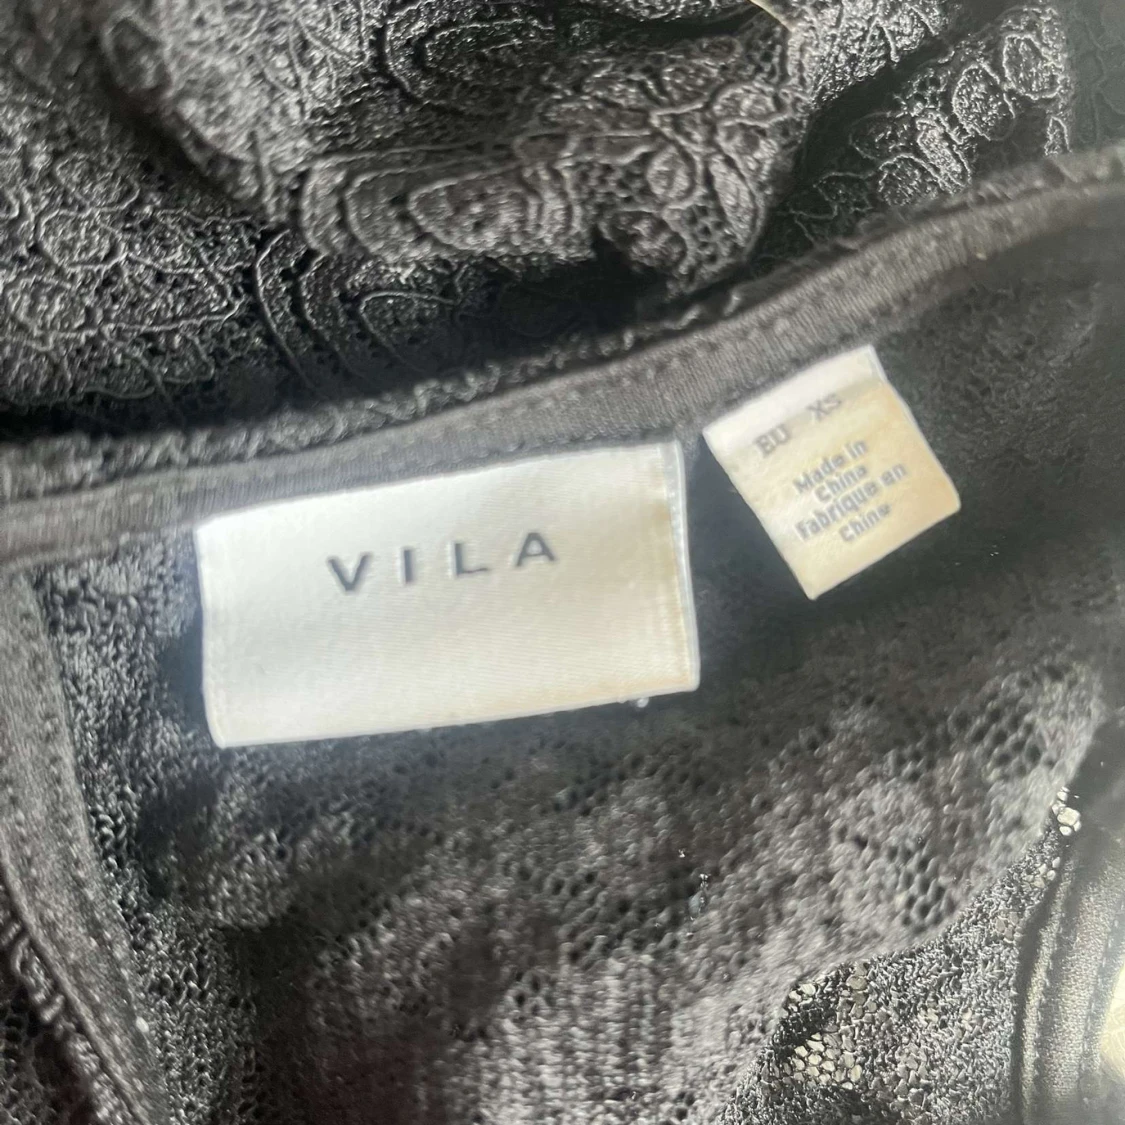 VILA
EU XS
Made in
China
Fabriqué en
Chine